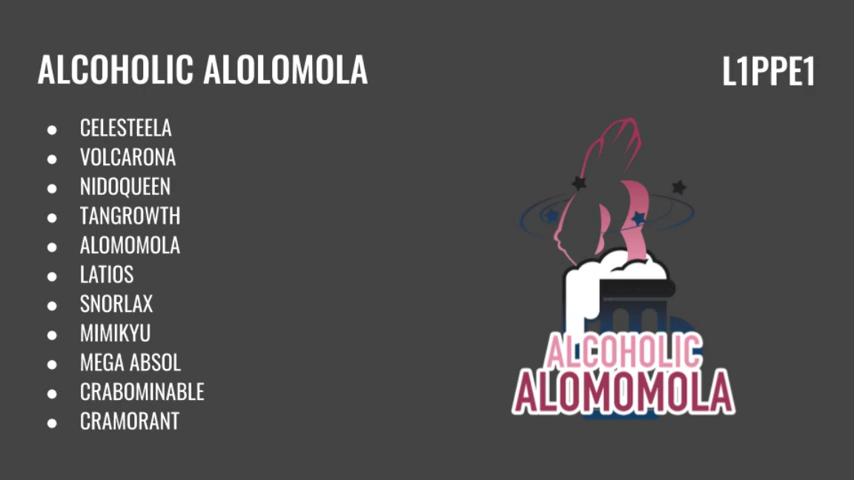 ALCOHOLIC ALOLOMOLA
L1PPE1
● CELESTEELA
● VOLCARONA
● NIDOQUEEN
● TANGROWTH
● ALOMOMOLA
● LATIOS
● SNORLAX
● MIMIKYU
● MEGA ABSOL
● CRABOMINABLE
● CRAMORANT
ALCOHOLIC
ALOMOMOLA